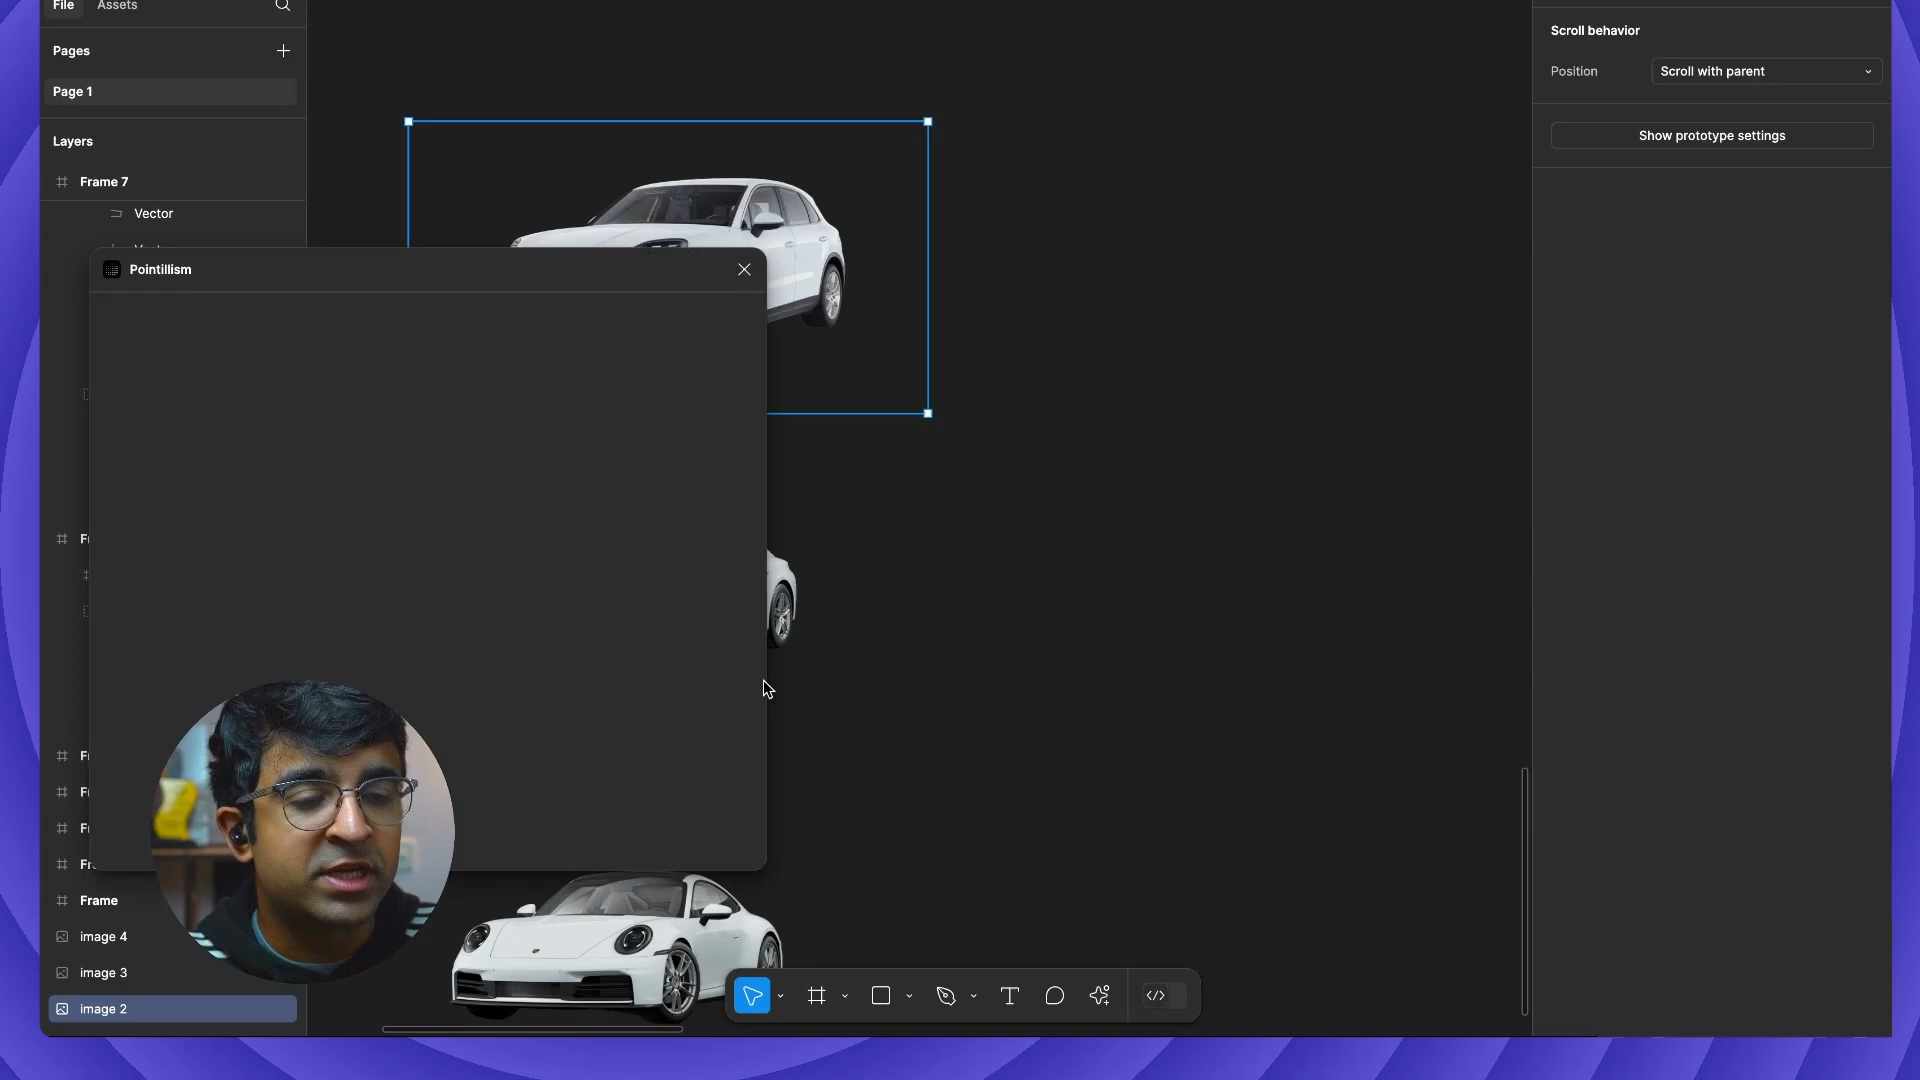 File
Assets
Pages
Page 1
Layers
Frame 7
Vector
Pointillism
Frame
image 4
image 3
image 2
Scroll behavior
Position
Scroll with parent
Show prototype settings